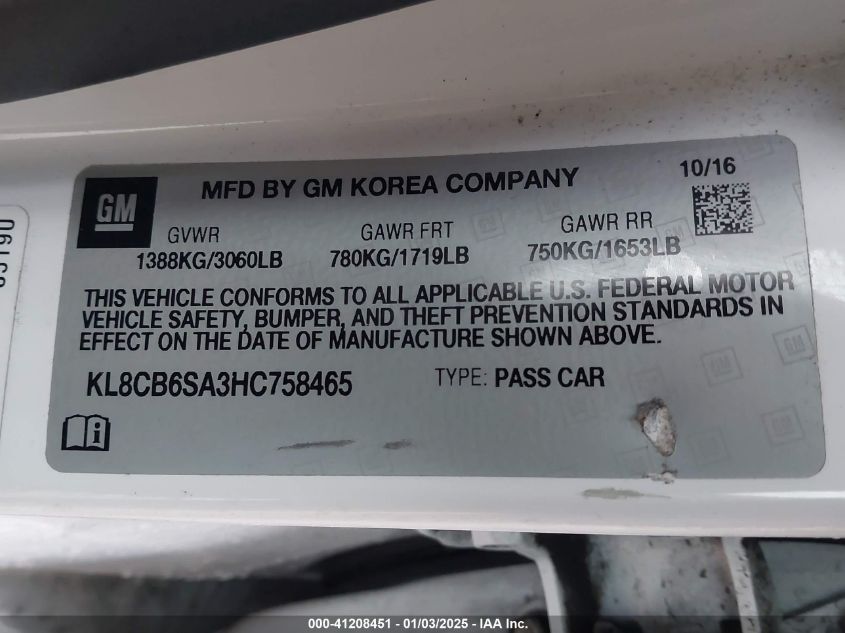 10/16
GM
MFD BY GM KOREA COMPANY
GVWR GAWR FRT GAWR RR
1388KG/3060LB 780KG/1719LB 750KG/1653LB
THIS VEHICLE CONFORMS TO ALL APPLICABLE U.S. FEDERAL MOTOR
VEHICLE SAFETY, BUMPER, AND THEFT PREVENTION STANDARDS IN
EFFECT ON THE DATE OF MANUFACTURE SHOWN ABOVE.
KL8CB6SA3HC758465 TYPE: PASS CAR
000-41208451 - 01/03/2025 - IAA Inc.